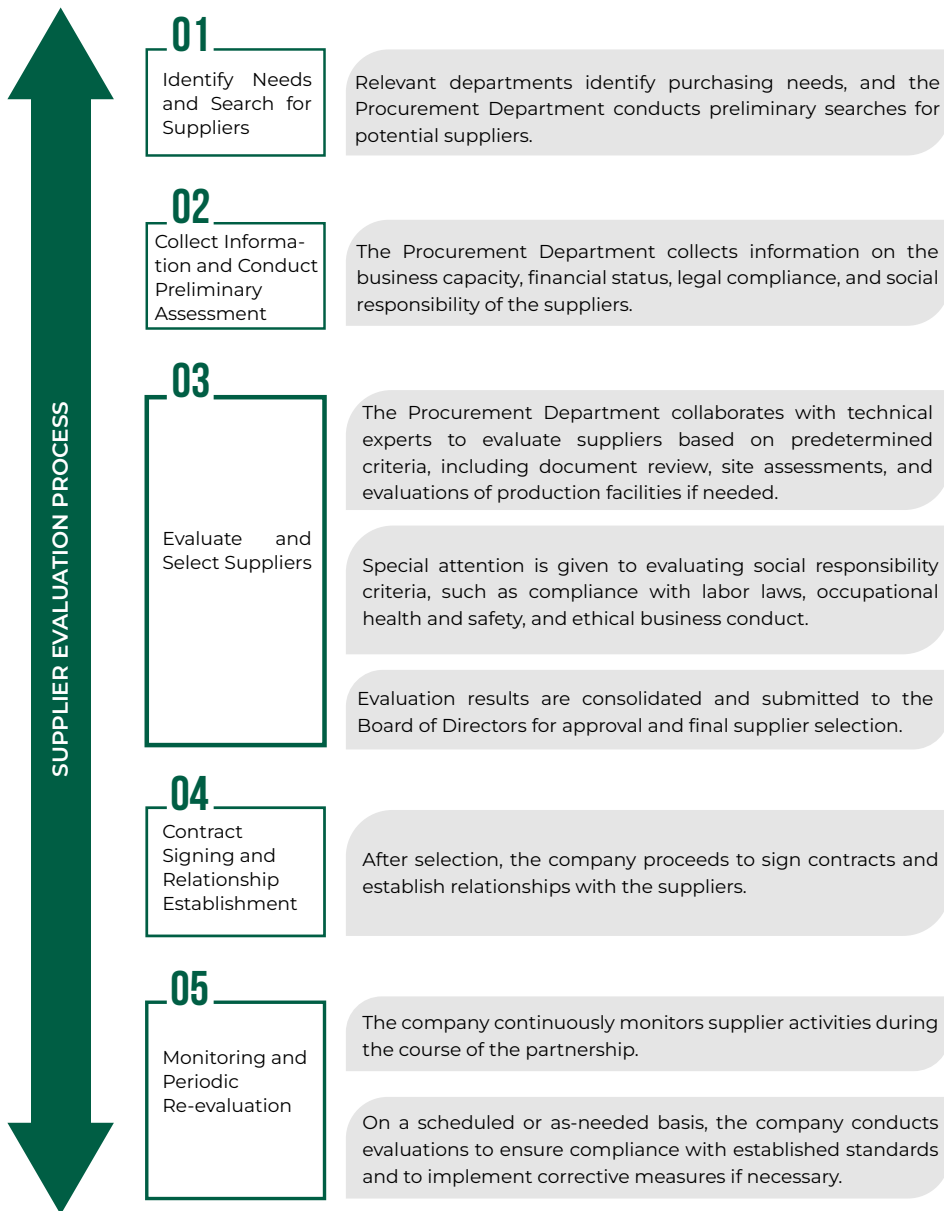 SUPPLIER EVALUATION PROCESS
01
Identify Needs
and Search for
Suppliers
Relevant departments identify purchasing needs, and the
Procurement Department conducts preliminary searches for
potential suppliers.
02
Collect Informa-
tion and Conduct
Preliminary
Assessment
The Procurement Department collects information on the
business capacity, financial status, legal compliance, and social
responsibility of the suppliers.
03
Evaluate and
Select Suppliers
The Procurement Department collaborates with technical
experts to evaluate suppliers based on predetermined
criteria, including document review, site assessments, and
evaluations of production facilities if needed.
Special attention is given to evaluating social responsibility
criteria, such as compliance with labor laws, occupational
health and safety, and ethical business conduct.
Evaluation results are consolidated and submitted to the
Board of Directors for approval and final supplier selection.
04
Contract
Signing and
Relationship
Establishment
After selection, the company proceeds to sign contracts and
establish relationships with the suppliers.
05
Monitoring and
Periodic
Re-evaluation
The company continuously monitors supplier activities during
the course of the partnership.
On a scheduled or as-needed basis, the company conducts
evaluations to ensure compliance with established standards
and to implement corrective measures if necessary.